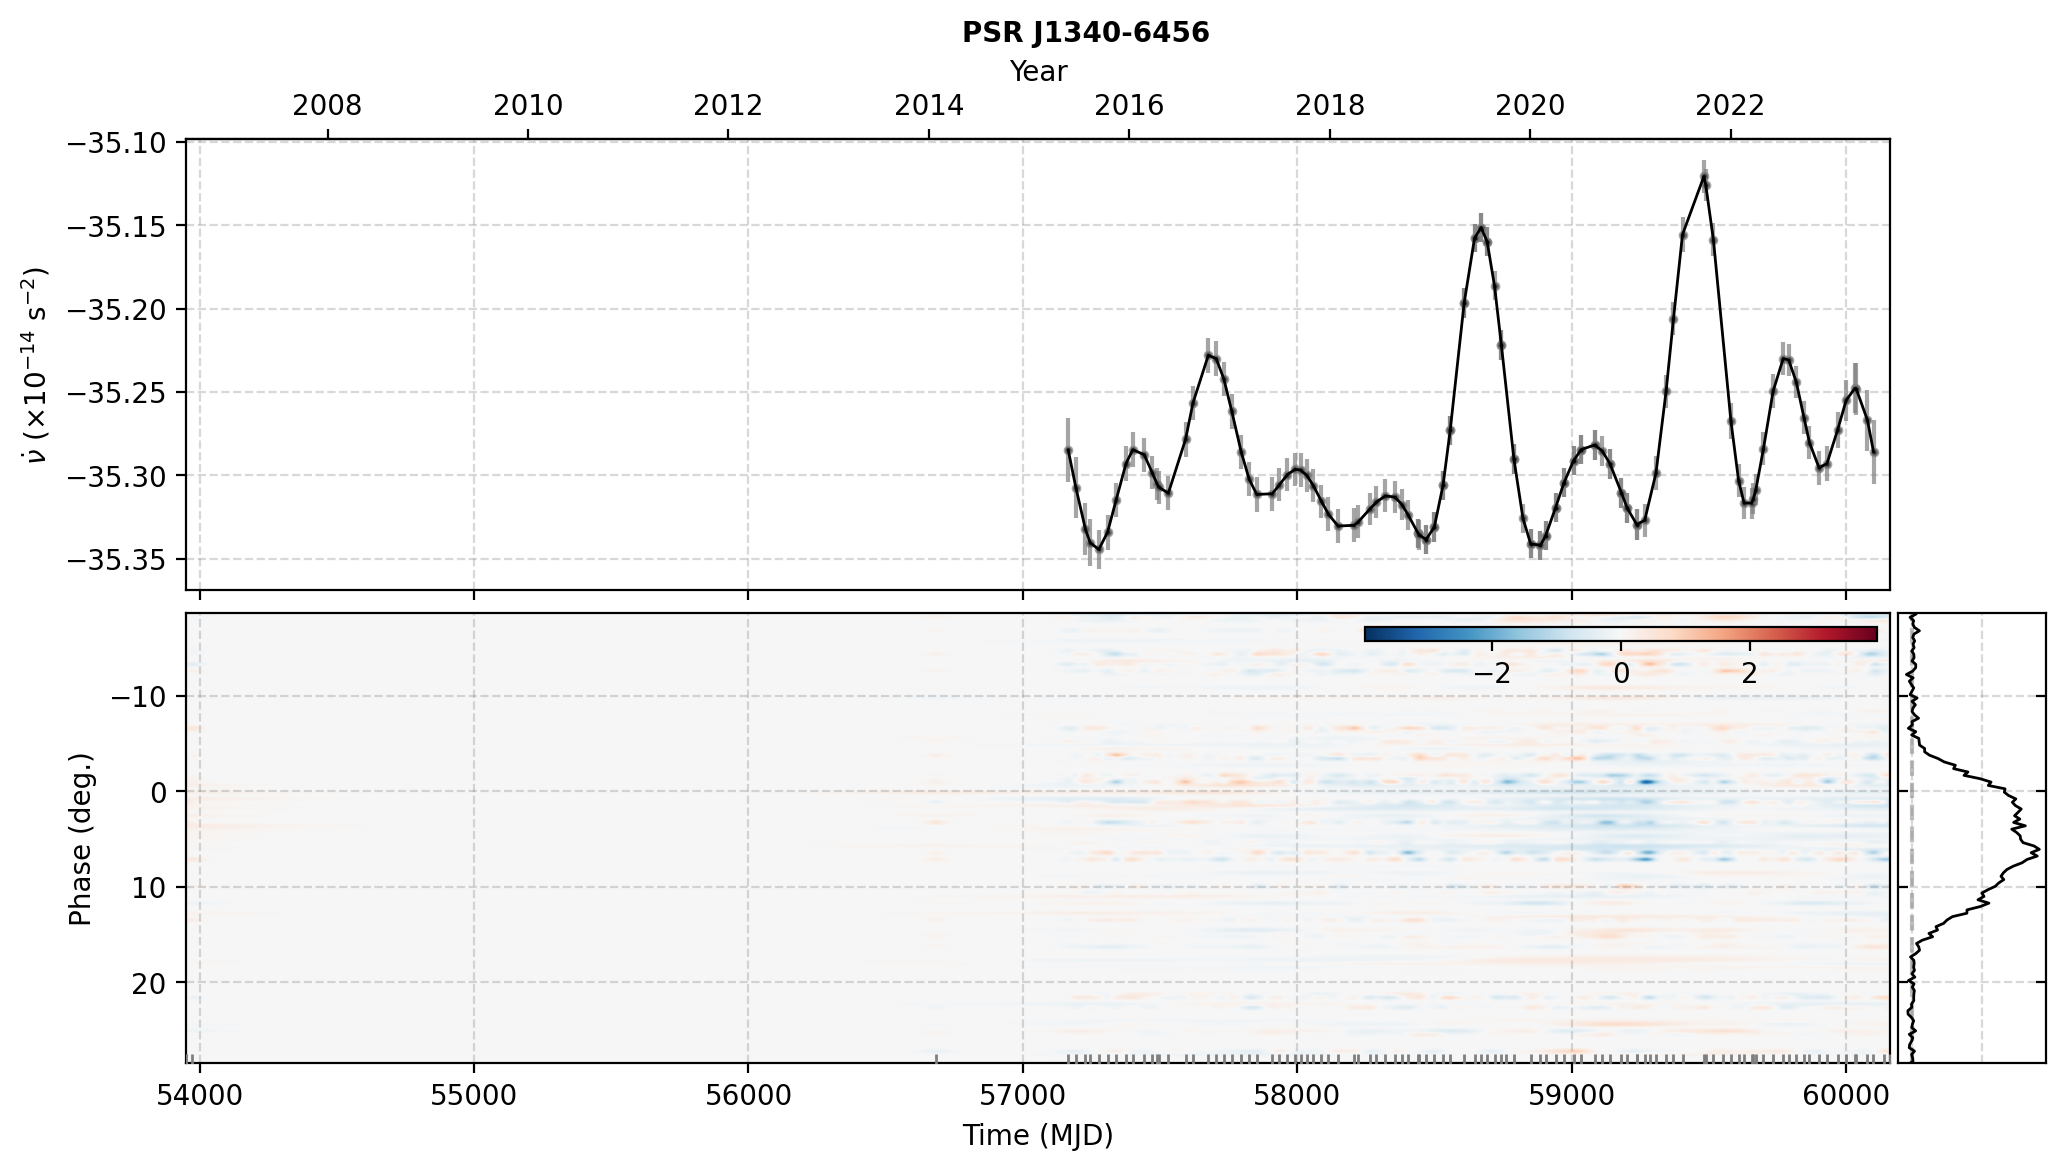 PSR J1340-6456
Year
2008 2010 2012 2014 2016 2018 2020 2022
−35.10
−35.15
−35.20
−35.25
−35.30
−35.35
ν̇ (×10⁻¹⁴ s⁻²)
−2 0 2
−10
0
10
20
Phase (deg.)
54000 55000 56000 57000 58000 59000 60000
Time (MJD)